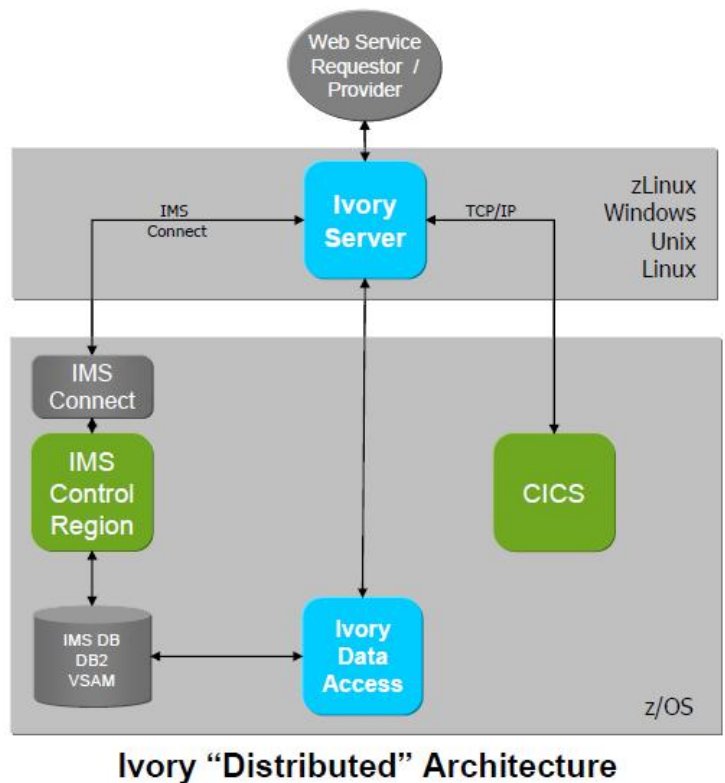 Web Service
Requestor /
Provider
Ivory
Server
IMS
Connect
TCP/IP
zLinux
Windows
Unix
Linux
IMS
Connect
IMS
Control
Region
CICS
IMS DB
DB2
VSAM
Ivory
Data
Access
z/OS
Ivory “Distributed” Architecture